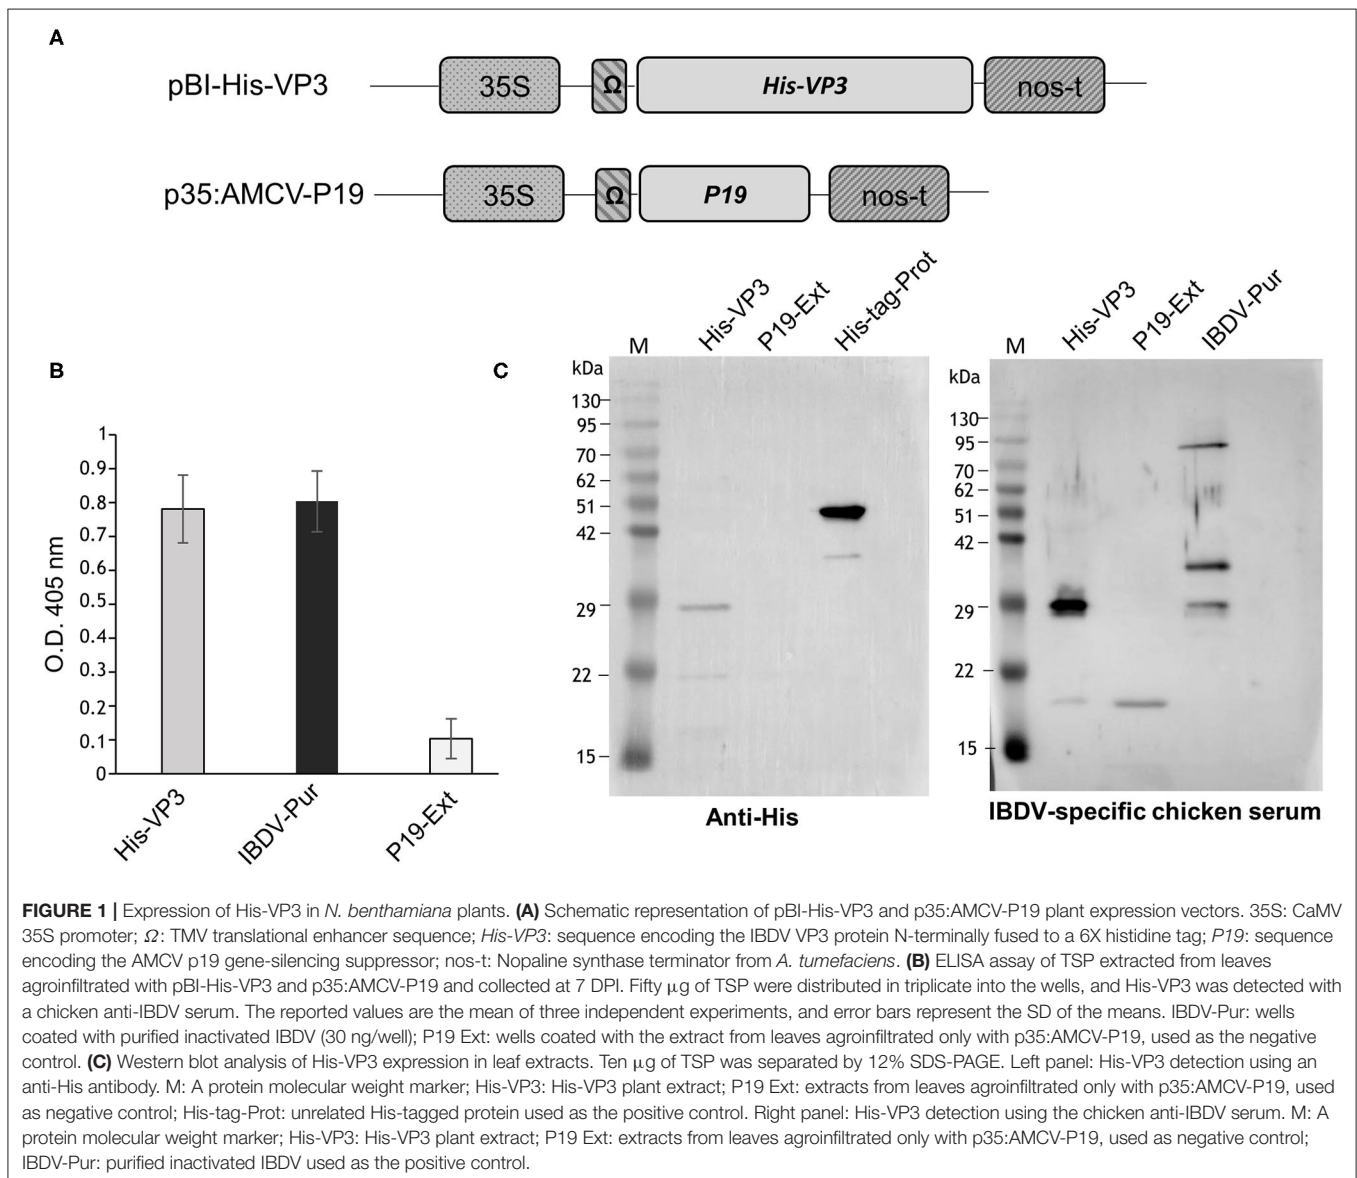 A
pBI-His-VP3
35S
Ω
His-VP3
nos-t
p35:AMCV-P19
35S
Ω
P19
nos-t
B
O.D. 405 nm
1
0.9
0.8
0.7
0.6
0.5
0.4
0.3
0.2
0.1
0
His-VP3
IBDV-Pur
P19-Ext
C
M
His-VP3
P19-Ext
His-tag-Prot
kDa
130
95
70
62
51
42
29
22
15
Anti-His
M
His-VP3
P19-Ext
IBDV-Pur
kDa
130
95
70
62
51
42
29
22
15
IBDV-specific chicken serum
FIGURE 1 | Expression of His-VP3 in N. benthamiana plants. (A) Schematic representation of pBI-His-VP3 and p35:AMCV-P19 plant expression vectors. 35S: CaMV
35S promoter; Ω: TMV translational enhancer sequence; His-VP3: sequence encoding the IBDV VP3 protein N-terminally fused to a 6X histidine tag; P19: sequence
encoding the AMCV p19 gene-silencing suppressor; nos-t: Nopaline synthase terminator from A. tumefaciens. (B) ELISA assay of TSP extracted from leaves
agroinfiltrated with pBI-His-VP3 and p35:AMCV-P19 and collected at 7 DPI. Fifty μg of TSP were distributed in triplicate into the wells, and His-VP3 was detected with
a chicken anti-IBDV serum. The reported values are the mean of three independent experiments, and error bars represent the SD of the means. IBDV-Pur: wells
coated with purified inactivated IBDV (30 ng/well); P19 Ext: wells coated with the extract from leaves agroinfiltrated only with p35:AMCV-P19, used as the negative
control. (C) Western blot analysis of His-VP3 expression in leaf extracts. Ten μg of TSP was separated by 12% SDS-PAGE. Left panel: His-VP3 detection using an
anti-His antibody. M: A protein molecular weight marker; His-VP3: His-VP3 plant extract; P19 Ext: extracts from leaves agroinfiltrated only with p35:AMCV-P19, used
as negative control; His-tag-Prot: unrelated His-tagged protein used as the positive control. Right panel: His-VP3 detection using the chicken anti-IBDV serum. M: A
protein molecular weight marker; His-VP3: His-VP3 plant extract; P19 Ext: extracts from leaves agroinfiltrated only with p35:AMCV-P19, used as negative control;
IBDV-Pur: purified inactivated IBDV used as the positive control.